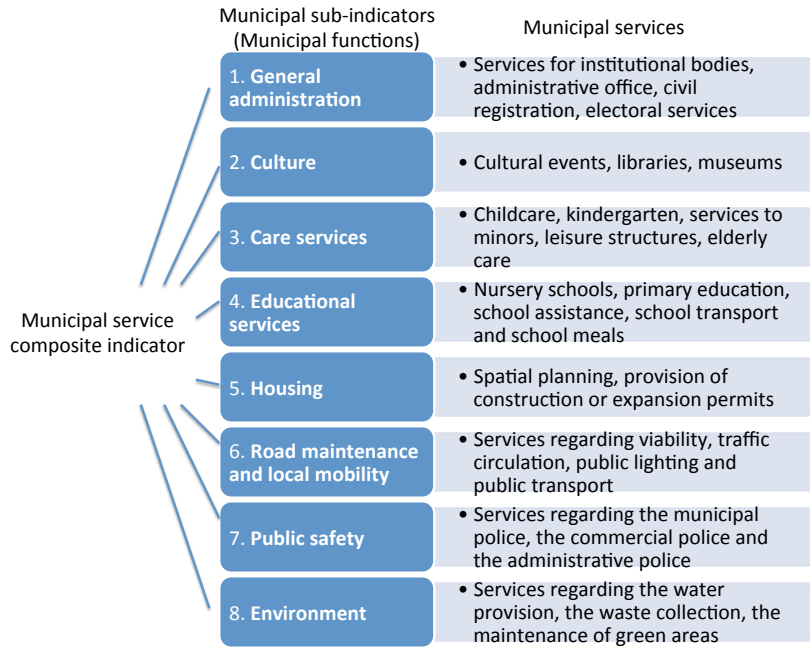 Municipal sub-indicators
(Municipal functions)
Municipal services
1. General
administration
• Services for institutional bodies,
administrative office, civil
registration, electoral services
2. Culture
• Cultural events, libraries, museums
3. Care services
• Childcare, kindergarten, services to
minors, leisure structures, elderly
care
Municipal service
composite indicator
4. Educational
services
• Nursery schools, primary education,
school assistance, school transport
and school meals
5. Housing
• Spatial planning, provision of
construction or expansion permits
6. Road maintenance
and local mobility
• Services regarding viability, traffic
circulation, public lighting and
public transport
7. Public safety
• Services regarding the municipal
police, the commercial police and
the administrative police
8. Environment
• Services regarding the water
provision, the waste collection, the
maintenance of green areas